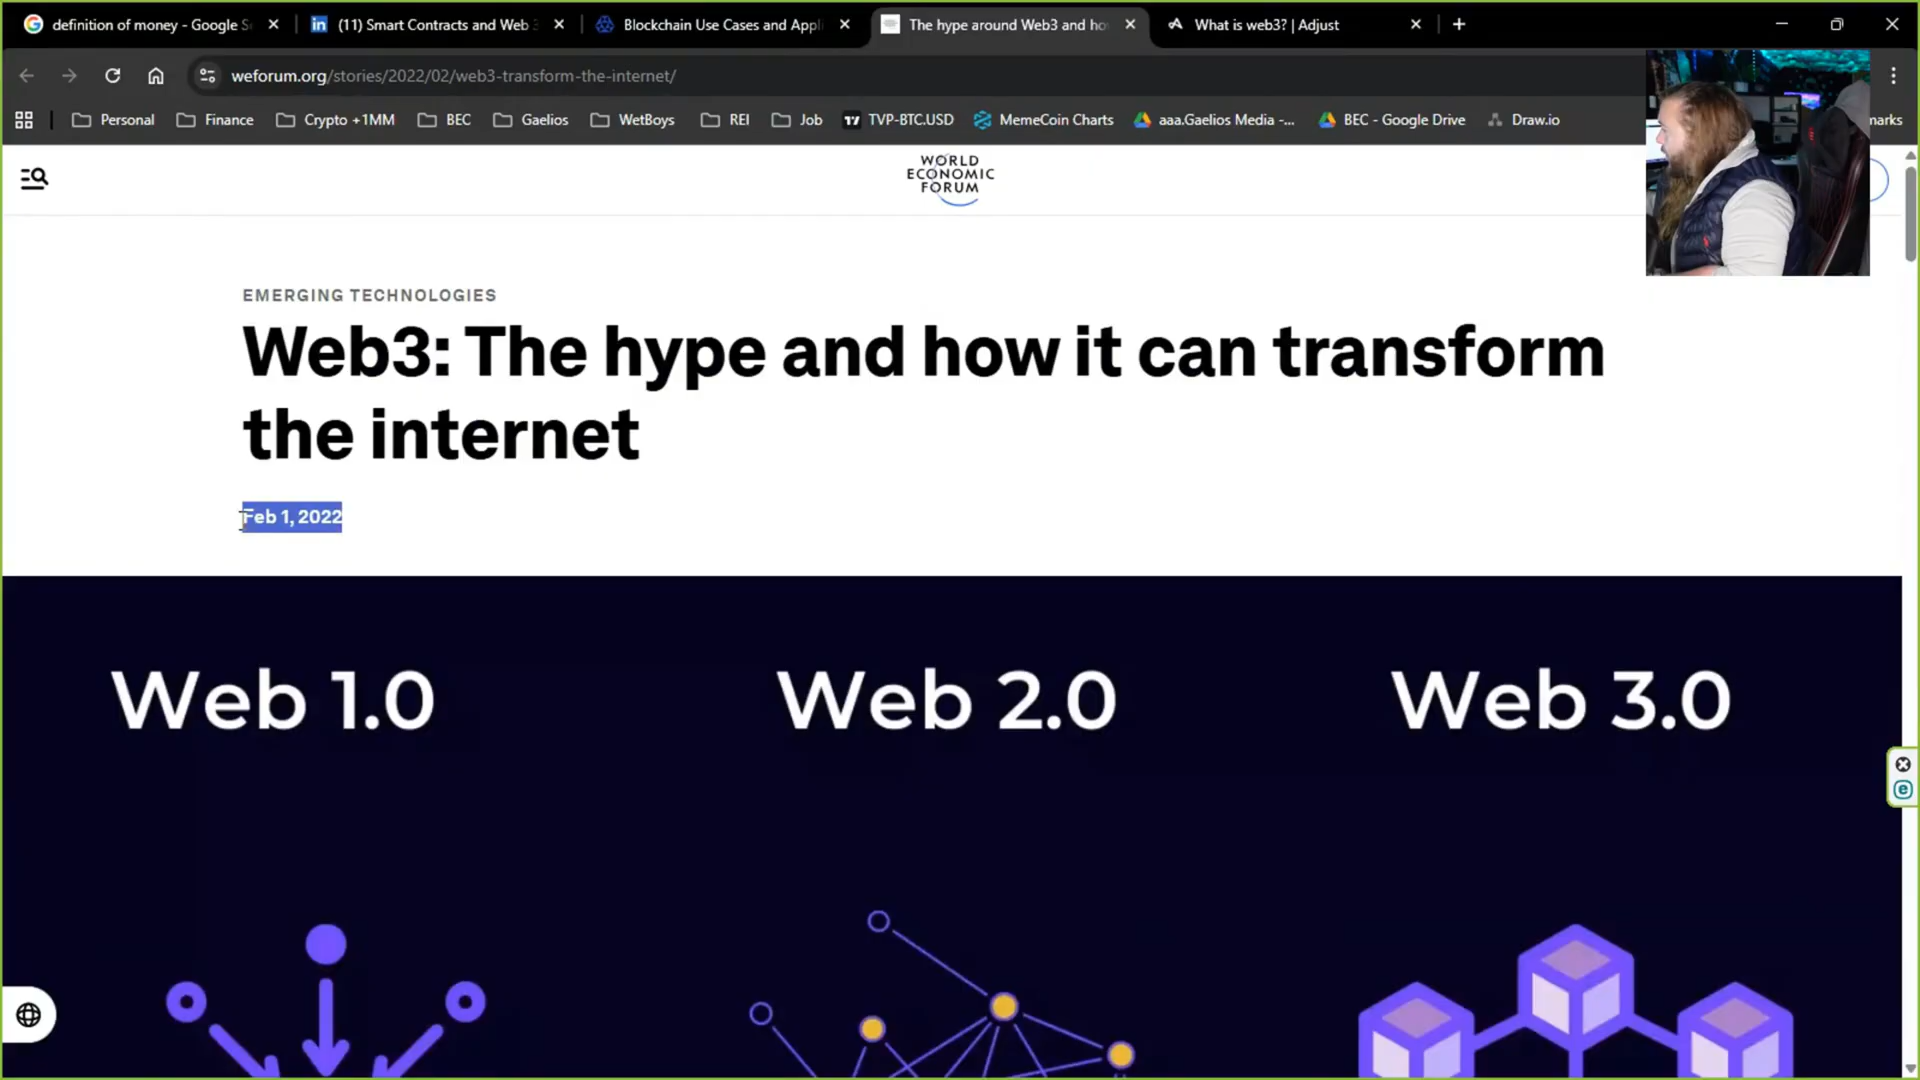 definition of money - Google S
(11) Smart Contracts and Web 3
Blockchain Use Cases and Appli
The hype around Web3 and ho
What is web3? | Adjust
weforum.org/stories/2022/02/web3-transform-the-internet/
Personal
Finance
Crypto +1MM
BEC
Gaelios
WetBoys
REI
Job
TVP-BTC.USD
MemeCoin Charts
aaa.Gaelios Media -...
BEC - Google Drive
Draw.io
marks
WORLD
ECONOMIC
FORUM
EMERGING TECHNOLOGIES
Web3: The hype and how it can transform
the internet
Feb 1, 2022
Web 1.0
Web 2.0
Web 3.0